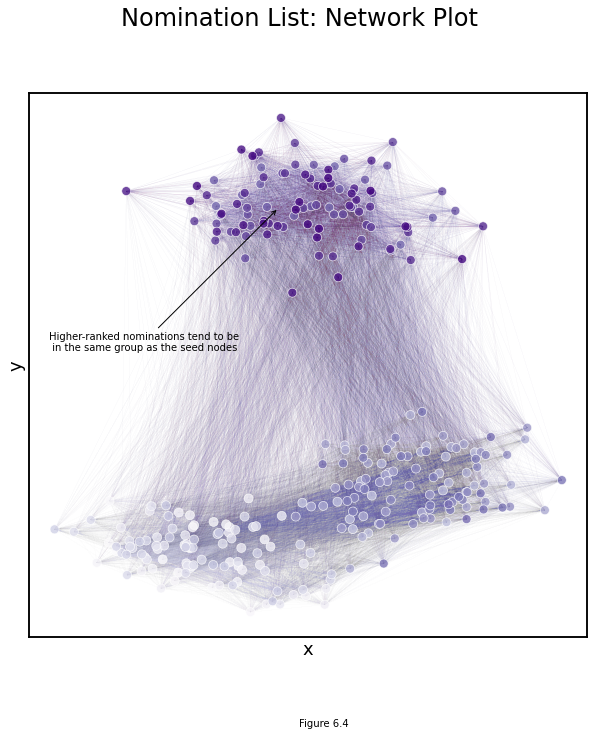 Nomination List: Network Plot
Higher-ranked nominations tend to be
in the same group as the seed nodes
y
x
Figure 6.4